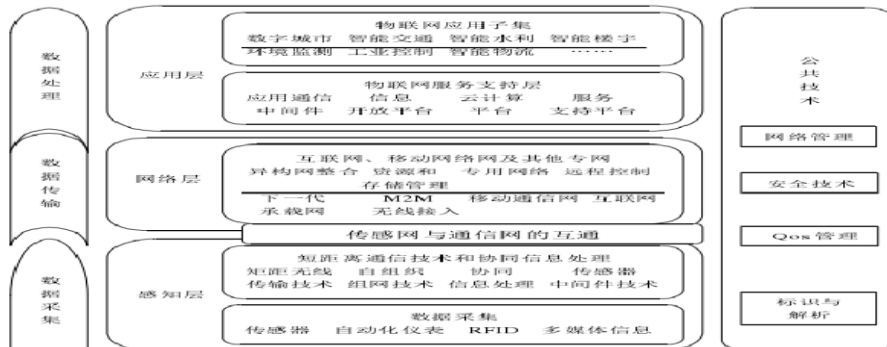 数据处理
数据传输
数据采集
应用层
物联网应用子集
数字城市 智能交通 智能水利 智能楼宇
环境监测 工业控制 智能物流 ……
物联网服务支持层
应用通信 信息 云计算 服务
中间件 开放平台 平台 支持平台
网络层
互联网、移动网络网及其他专网
异构网整合 资源和 专用网络 远程控制
存储管理
下一代 M2M 移动通信网 互联网
承载网 无线接入
传感网与通信网的互通
感知层
短距离通信技术和协同信息处理
矩距无线 自组织 协同 传感器
传输技术 组网技术 信息处理 中间件技术
数据采集
传感器 自动化仪表 RFID 多媒体信息
公共技术
网络管理
安全技术
Qos管理
标识与
解析